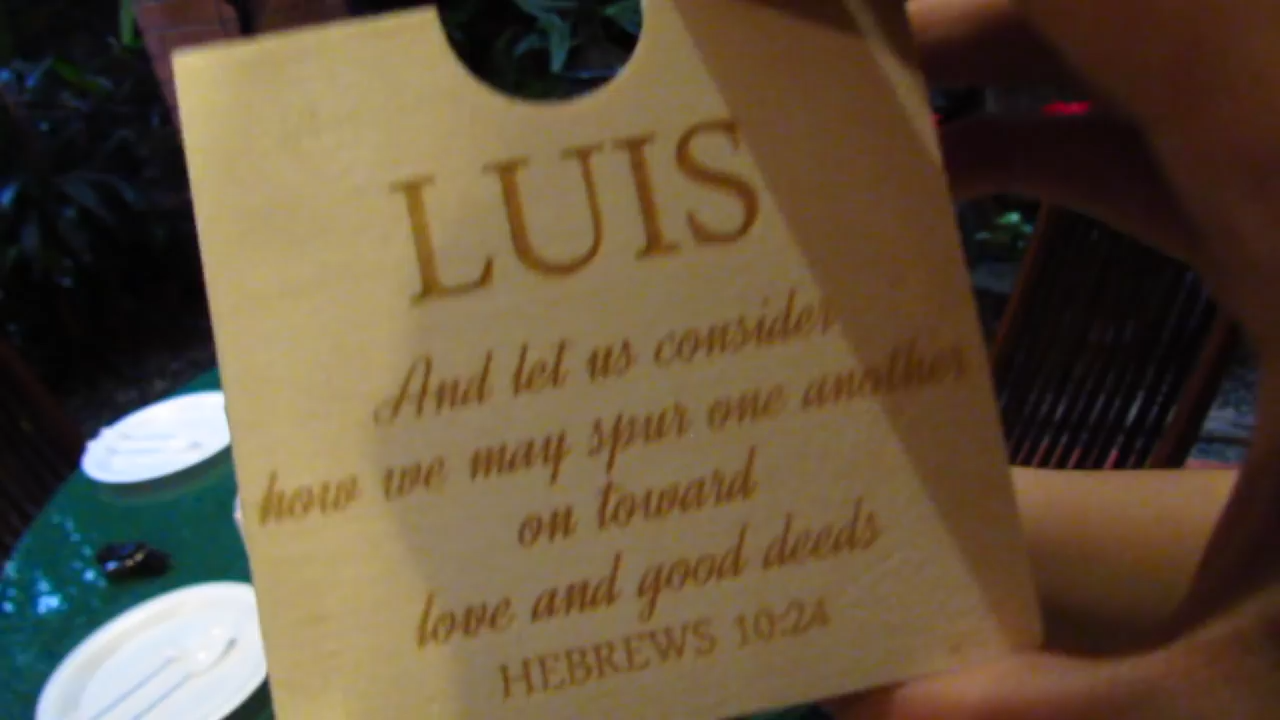 LUIS
And let us consider
how we may spur one another
on toward
love and good deeds
HEBREWS 10:24